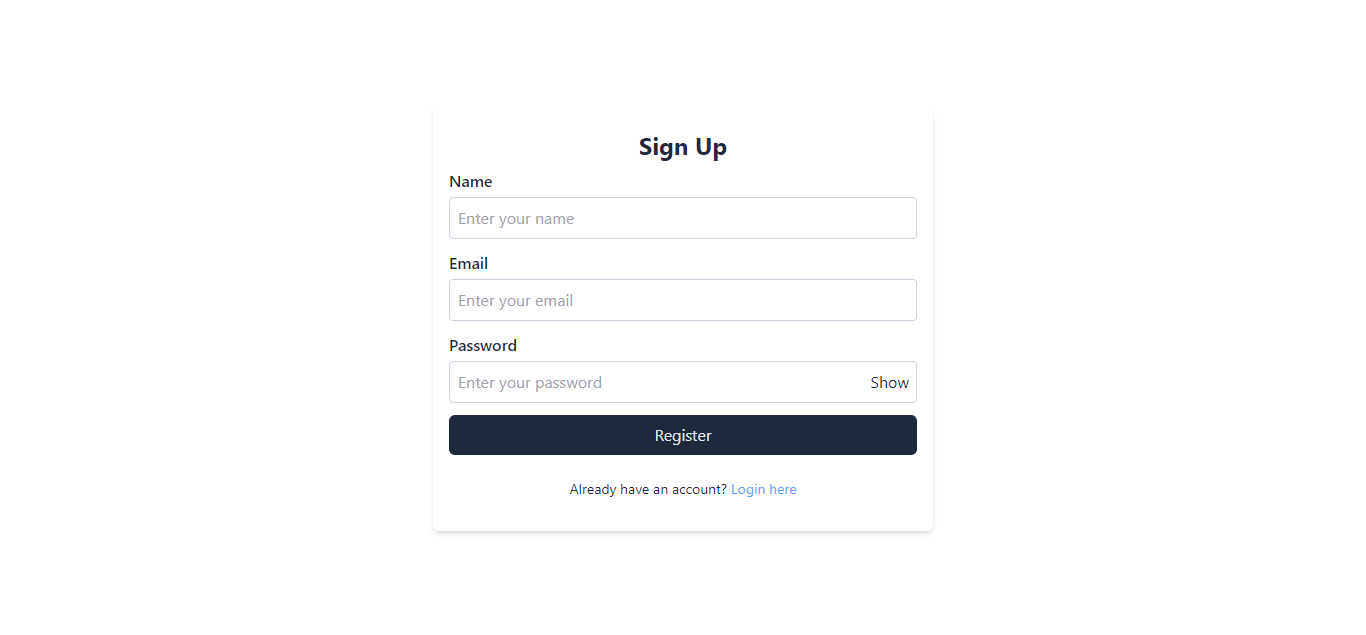 Sign Up
Name
Enter your name
Email
Enter your email
Password
Enter your password Show
Register
Already have an account? Login here